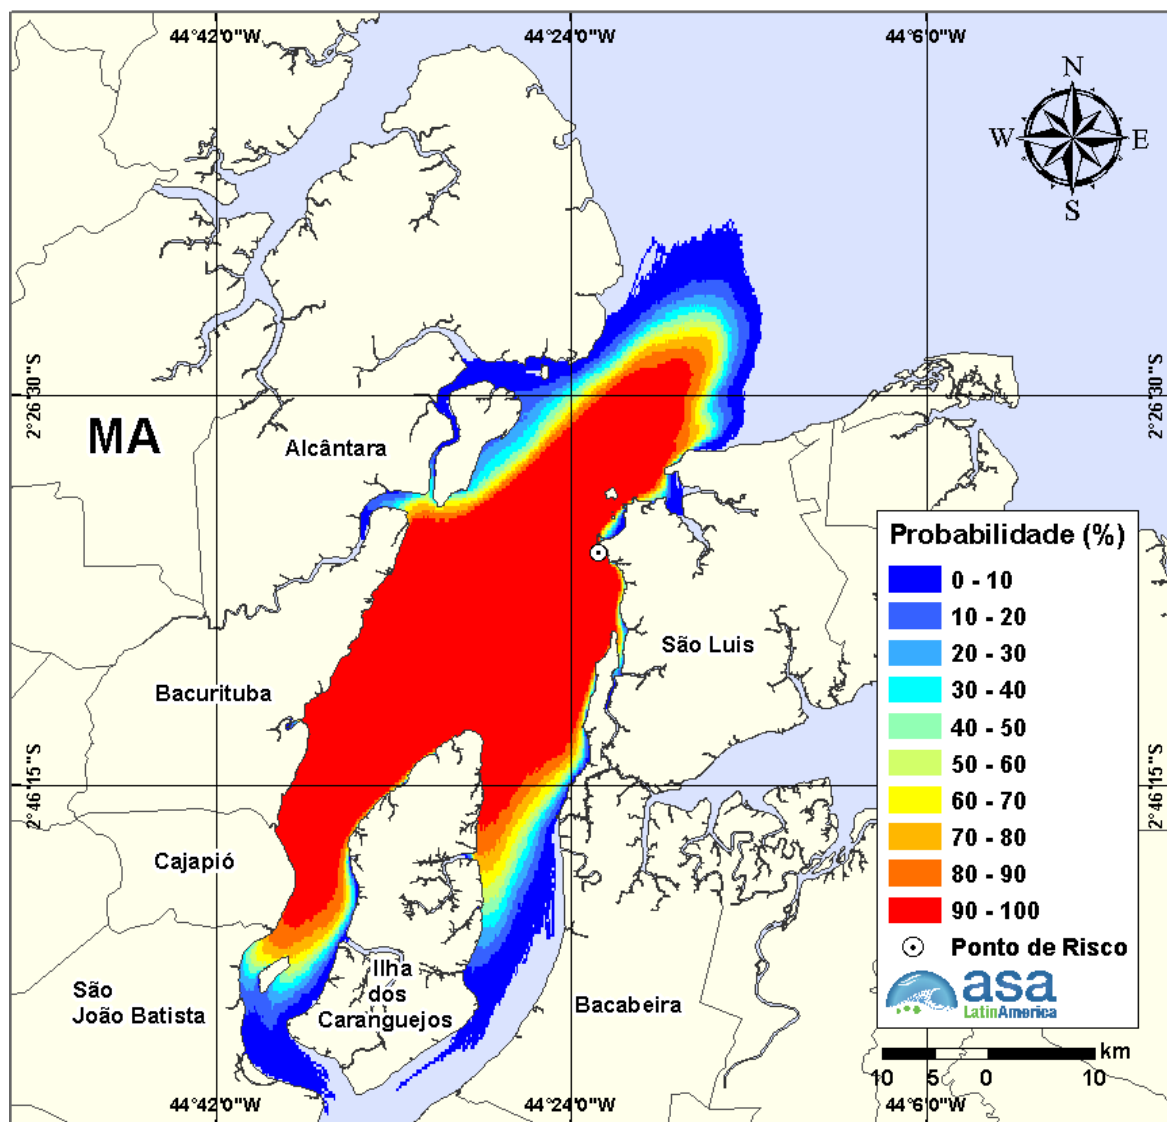 44°42'0"W
44°24'0"W
44°6'0"W
N
W
E
S
2°26'30"S
2°26'30"S
MA
Alcântara
Probabilidade (%)
0 - 10
10 - 20
20 - 30
30 - 40
40 - 50
50 - 60
60 - 70
70 - 80
80 - 90
90 - 100
Ponto de Risco
asa
LatinAmerica
São Luis
Bacurituba
2°46'15"S
2°46'15"S
Cajapió
São
João Batista
Ilha
dos
Caranguejos
Bacabeira
km
10
5
0
10
44°42'0"W
44°24'0"W
44°6'0"W